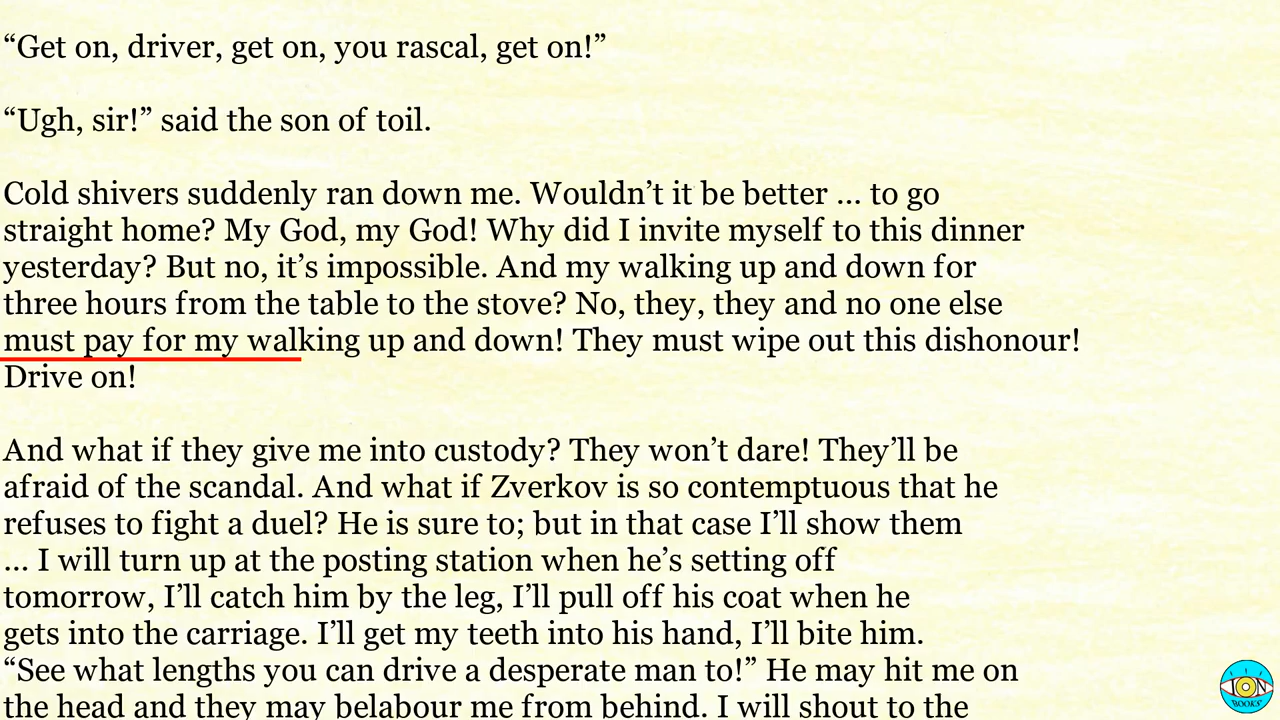 “Get on, driver, get on, you rascal, get on!”
“Ugh, sir!” said the son of toil.
Cold shivers suddenly ran down me. Wouldn’t it be better ... to go
straight home? My God, my God! Why did I invite myself to this dinner
yesterday? But no, it’s impossible. And my walking up and down for
three hours from the table to the stove? No, they, they and no one else
must pay for my walking up and down! They must wipe out this dishonour!
Drive on!
And what if they give me into custody? They won’t dare! They’ll be
afraid of the scandal. And what if Zverkov is so contemptuous that he
refuses to fight a duel? He is sure to; but in that case I’ll show them
... I will turn up at the posting station when he’s setting off
tomorrow, I’ll catch him by the leg, I’ll pull off his coat when he
gets into the carriage. I’ll get my teeth into his hand, I’ll bite him.
“See what lengths you can drive a desperate man to!” He may hit me on
the head and they may belabour me from behind. I will shout to the
ION
BOOKS